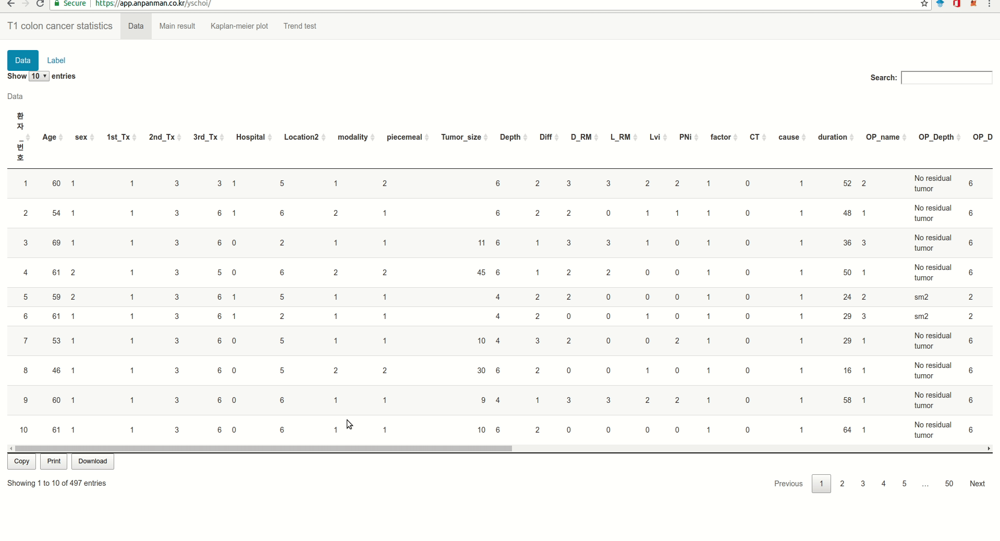 Secure https://app.anpanman.co.kr/yschoi/
T1 colon cancer statistics Data Main result Kaplan-meier plot Trend test
Data Label
Show 10 entries Search:
Data
환자_번호 Age sex 1st_Tx 2nd_Tx 3rd_Tx Hospital Location2 modality piecemeal Tumor_size Depth Diff D_RM L_RM Lvi PNi factor CT cause duration OP_name OP_Depth OP_D
1 60 1 1 3 3 1 5 1 2 6 2 3 3 2 2 1 0 1 52 2 No residual tumor 6
2 54 1 1 3 6 1 6 2 1 6 2 2 0 1 1 1 0 1 48 1 No residual tumor 6
3 69 1 1 3 6 0 2 1 1 11 6 1 3 3 1 0 1 0 1 36 3 No residual tumor 6
4 61 2 1 3 5 0 6 2 2 45 6 1 2 2 0 0 1 0 1 50 1 No residual tumor 6
5 59 2 1 3 6 1 5 1 1 4 2 2 0 0 0 1 0 1 24 2 sm2 2
6 61 1 1 3 6 1 2 1 1 4 2 0 0 1 0 1 0 1 29 3 sm2 2
7 53 1 1 3 6 0 5 1 1 10 4 3 2 0 0 2 1 0 1 29 1 No residual tumor 6
8 46 1 1 3 6 0 5 2 2 30 6 2 0 0 1 0 1 0 1 16 1 No residual tumor 6
9 60 1 1 3 6 0 6 1 1 9 4 1 3 3 2 2 1 0 1 58 1 No residual tumor 6
10 61 1 1 3 6 0 6 1 1 10 6 2 0 0 0 0 1 0 1 64 1 No residual tumor 6
Copy Print Download
Showing 1 to 10 of 497 entries Previous 1 2 3 4 5 … 50 Next